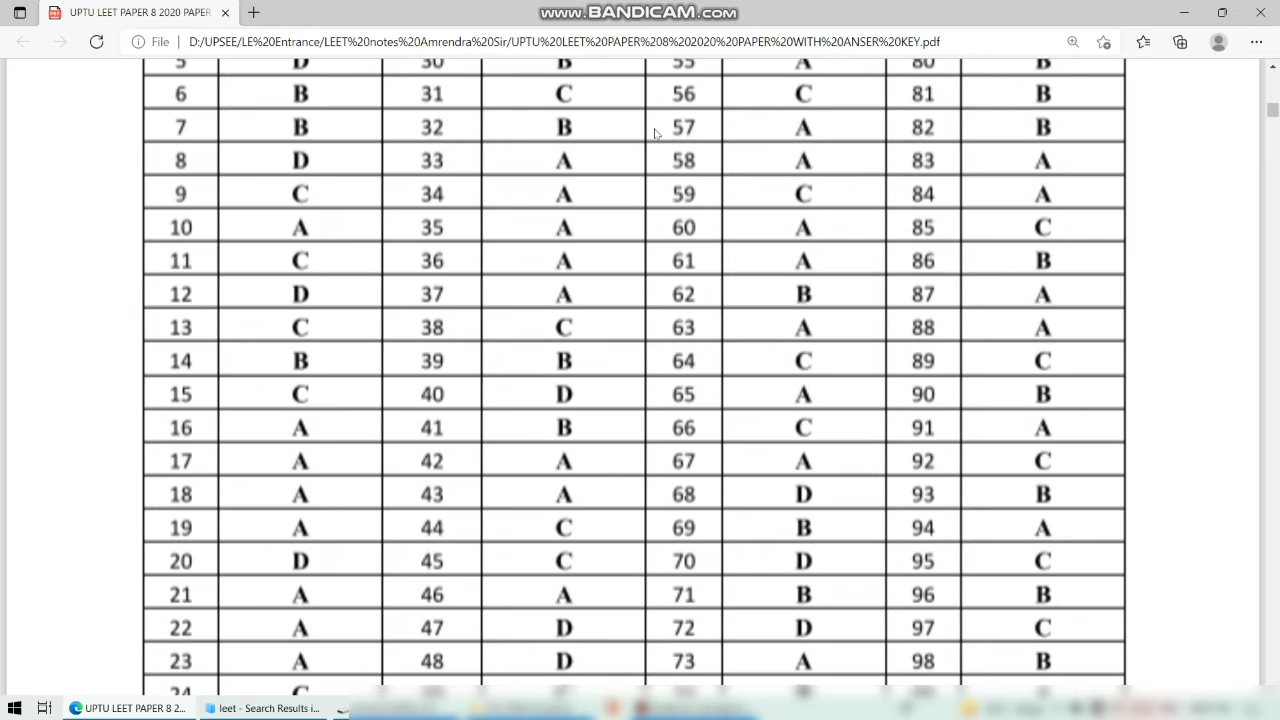 UPTU LEET PAPER 8 2020 PAPER
www.BANDICAM.com
File D:/UPSEE/LE%20Entrance/LEET%20notes%20Amrendra%20Sir/UPTU%20LEET%20PAPER%208%202020%20PAPER%20WITH%20ANSER%20KEY.pdf
5 D 30 B 55 A 80 B
6 B 31 C 56 C 81 B
7 B 32 B 57 A 82 B
8 D 33 A 58 A 83 A
9 C 34 A 59 C 84 A
10 A 35 A 60 A 85 C
11 C 36 A 61 A 86 B
12 D 37 A 62 B 87 A
13 C 38 C 63 A 88 A
14 B 39 B 64 C 89 C
15 C 40 D 65 A 90 B
16 A 41 B 66 C 91 A
17 A 42 A 67 A 92 C
18 A 43 A 68 D 93 B
19 A 44 C 69 B 94 A
20 D 45 C 70 D 95 C
21 A 46 A 71 B 96 B
22 A 47 D 72 D 97 C
23 A 48 D 73 A 98 B
24 C
UPTU LEET PAPER 8 2... leet - Search Results i...